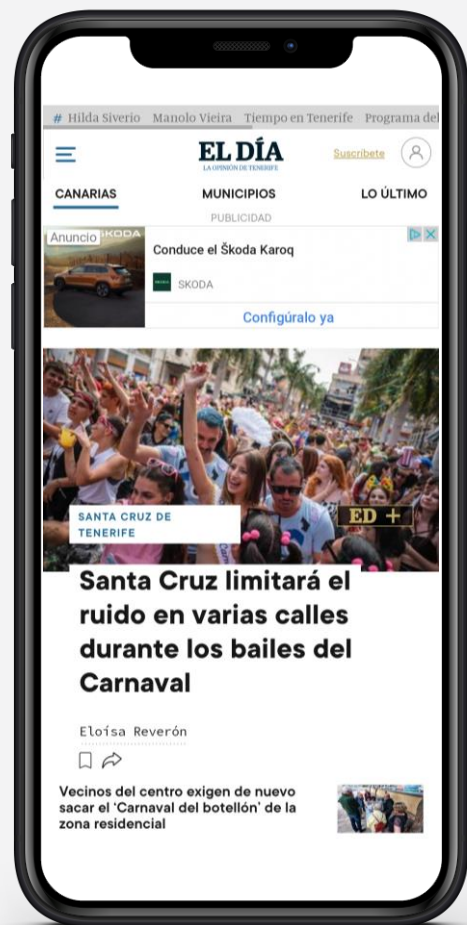 # Hilda Siverio Manolo Vieira Tiempo en Tenerife Programa del
EL DÍA
LA OPINIÓN DE TENERIFE
Suscríbete
CANARIAS MUNICIPIOS LO ÚLTIMO
PUBLICIDAD
Anuncio
SKODA
Conduce el Škoda Karoq
SKODA
Configúralo ya
SANTA CRUZ DE
TENERIFE
ED +
Santa Cruz limitará el
ruido en varias calles
durante los bailes del
Carnaval
Eloísa Reverón
Vecinos del centro exigen de nuevo
sacar el ‘Carnaval del botellón’ de la
zona residencial